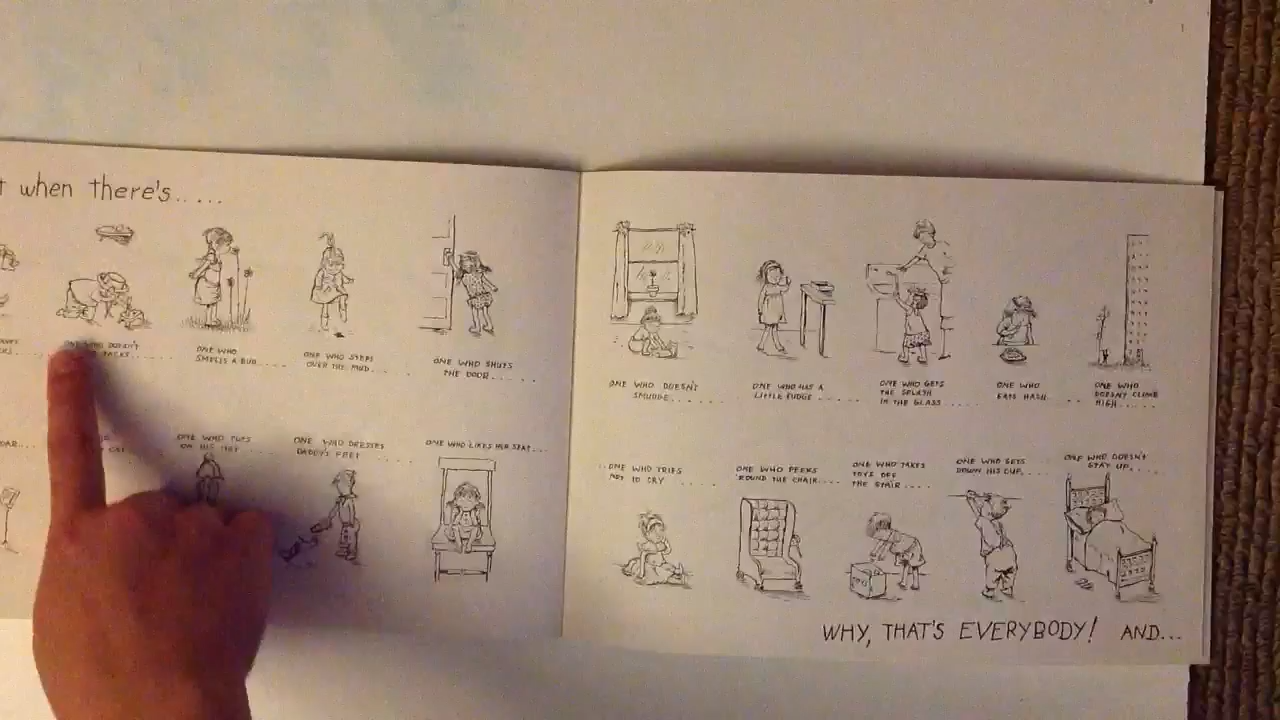 when there's.....
ONE WHO DOESN'T
ONE WHO
SMELLS A BUD....
ONE WHO STEPS
OVER THE MUD....
ONE WHO SHUTS
THE DOOR......
ONE WHO PUTS
ON HIS HAT
ONE WHO DRESSES
DADDY'S FEET
ONE WHO LIKES HER SEAT...
ONE WHO DOESN'T
SMUDGE........
ONE WHO HAS A
LITTLE FUDGE......
ONE WHO GETS
THE SPLASH
IN THE GLASS.....
ONE WHO
EATS HASH.....
ONE WHO
DOESN'T CLIMB
HIGH......
..ONE WHO TRIES
NOT TO CRY......
ONE WHO PEEKS
'ROUND THE CHAIR....
ONE WHO TAKES
TOYS OFF
THE STAIR....
ONE WHO GETS
DOWN HIS CUP....
ONE WHO DOESN'T
STAY UP.....
WHY, THAT'S EVERYBODY! AND...